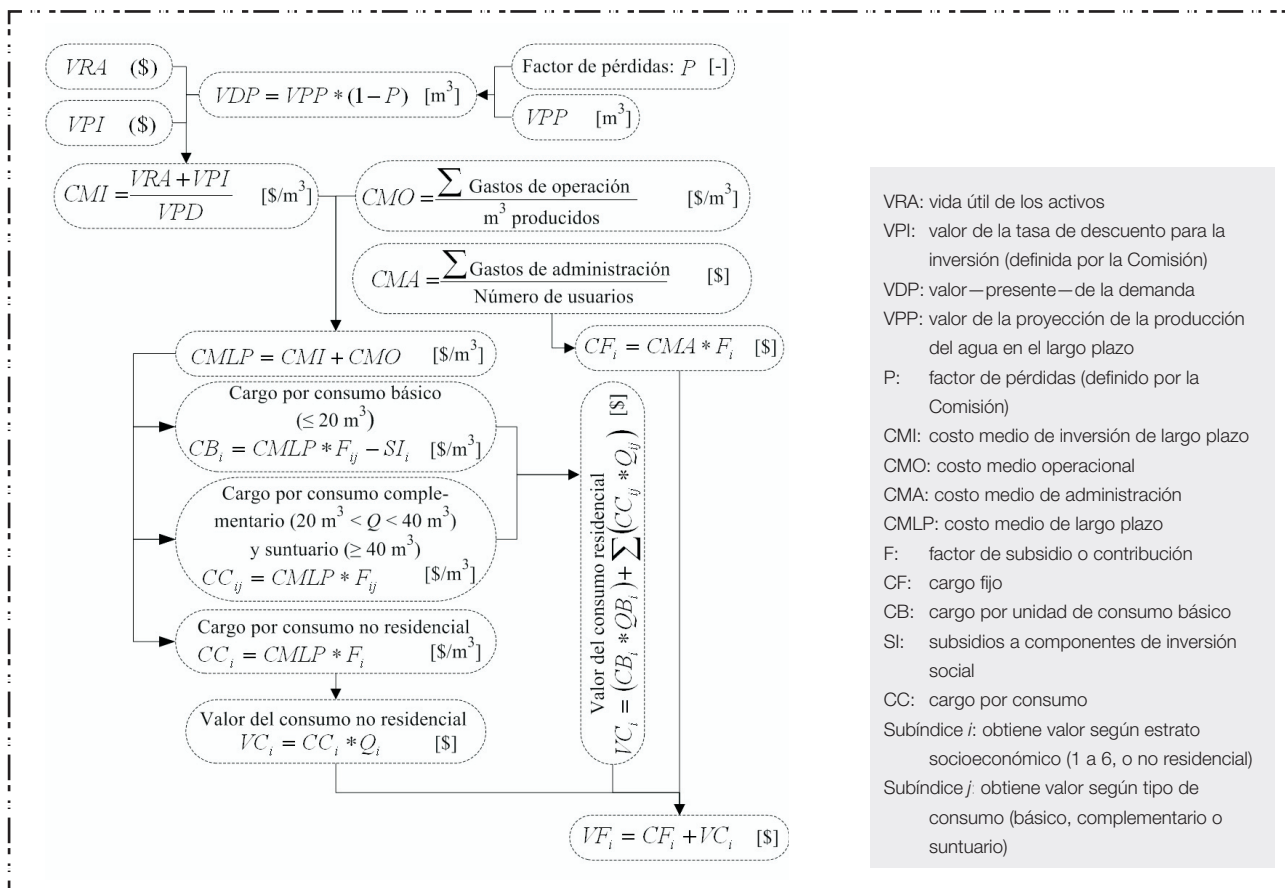 VRA ($)
VPI ($)
VDP = VPP * (1 − P) [m³]
Factor de pérdidas: P [-]
VPP [m³]
CMI = (VRA + VPI) / VPD [$/m³]
CMO = ∑ Gastos de operación / m³ producidos [$/m³]
CMA = ∑ Gastos de administración / Número de usuarios [$]
CMLP = CMI + CMO [$/m³]
CF_i = CMA * F_i [$]
Cargo por consumo básico
(≤ 20 m³)
CB_i = CMLP * F_ij − SI_i [$/m³]
Cargo por consumo comple-
mentario (20 m³ < Q < 40 m³)
y suntuario (≥ 40 m³)
CC_ij = CMLP * F_ij [$/m³]
Cargo por consumo no residencial
CC_i = CMLP * F_i [$/m³]
Valor del consumo no residencial
VC_i = CC_i * Q_i [$]
Valor del consumo residencial
VC_i = (CB_i * QB_i) + ∑(CC_ij * Q_ij) [$]
VF_i = CF_i + VC_i [$]
VRA: vida útil de los activos
VPI: valor de la tasa de descuento para la
inversión (definida por la Comisión)
VDP: valor—presente—de la demanda
VPP: valor de la proyección de la producción
del agua en el largo plazo
P: factor de pérdidas (definido por la
Comisión)
CMI: costo medio de inversión de largo plazo
CMO: costo medio operacional
CMA: costo medio de administración
CMLP: costo medio de largo plazo
F: factor de subsidio o contribución
CF: cargo fijo
CB: cargo por unidad de consumo básico
SI: subsidios a componentes de inversión
social
CC: cargo por consumo
Subíndice i: obtiene valor según estrato
socioeconómico (1 a 6, o no residencial)
Subíndice j: obtiene valor según tipo de
consumo (básico, complementario o
suntuario)